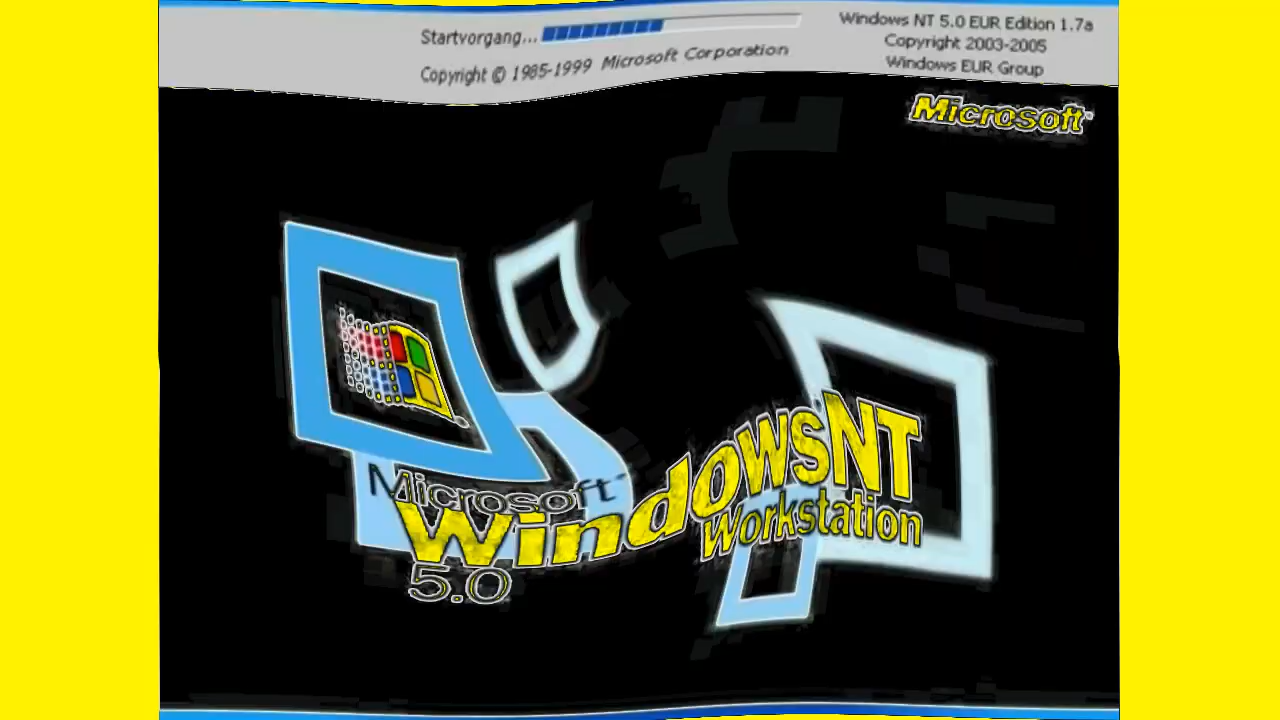 Startvorgang...
Copyright © 1985-1999 Microsoft Corporation
Windows NT 5.0 EUR Edition 1.7a
Copyright 2003-2005
Windows EUR Group
Microsoft
Microsoft
Windows NT
Workstation
5.0